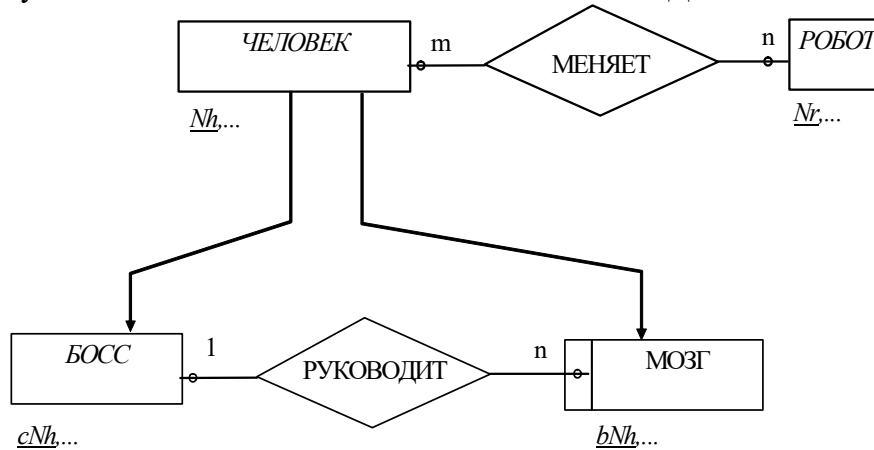 ЧЕЛОВЕК
m
МЕНЯЕТ
n
РОБОТ
Nh,...
Nr,...
БОСС
1
РУКОВОДИТ
n
МОЗГ
cNh,...
bNh,...